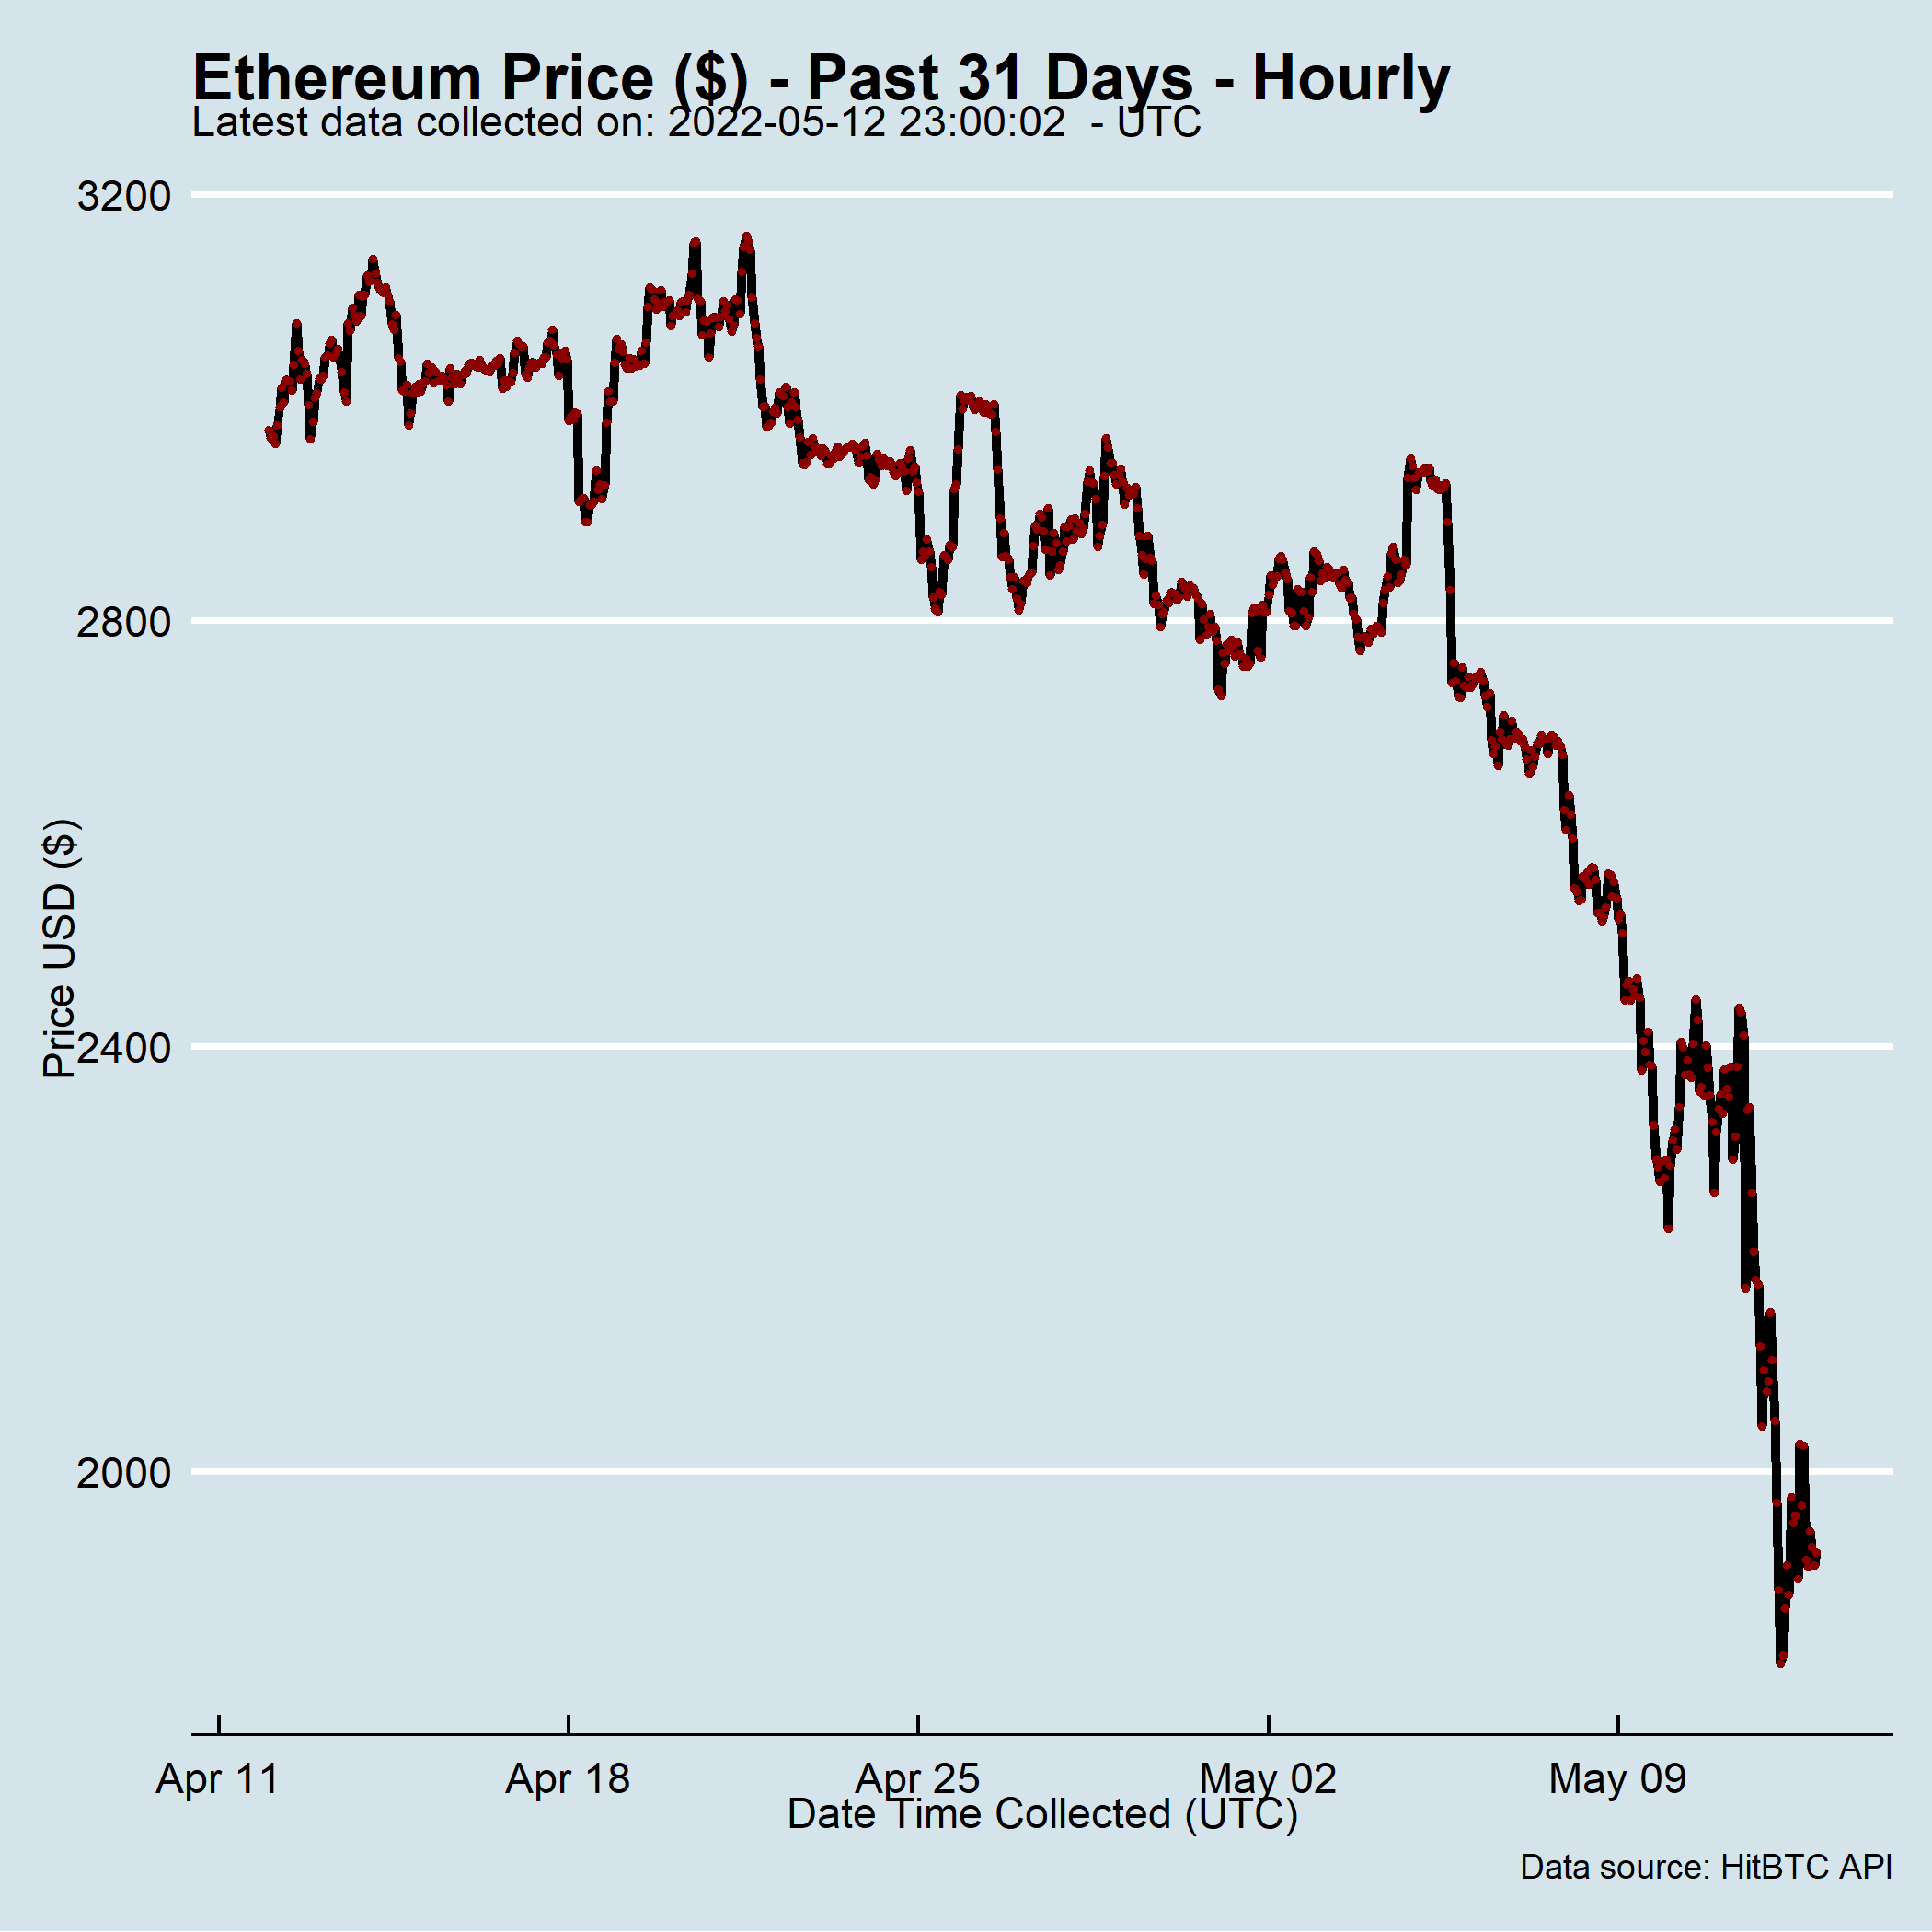 Ethereum Price ($) - Past 31 Days - Hourly
Latest data collected on: 2022-05-12 23:00:02  - UTC
3200
2800
2400
2000
Price USD ($)
Apr 11 Apr 18 Apr 25 May 02 May 09
Date Time Collected (UTC)
Data source: HitBTC API